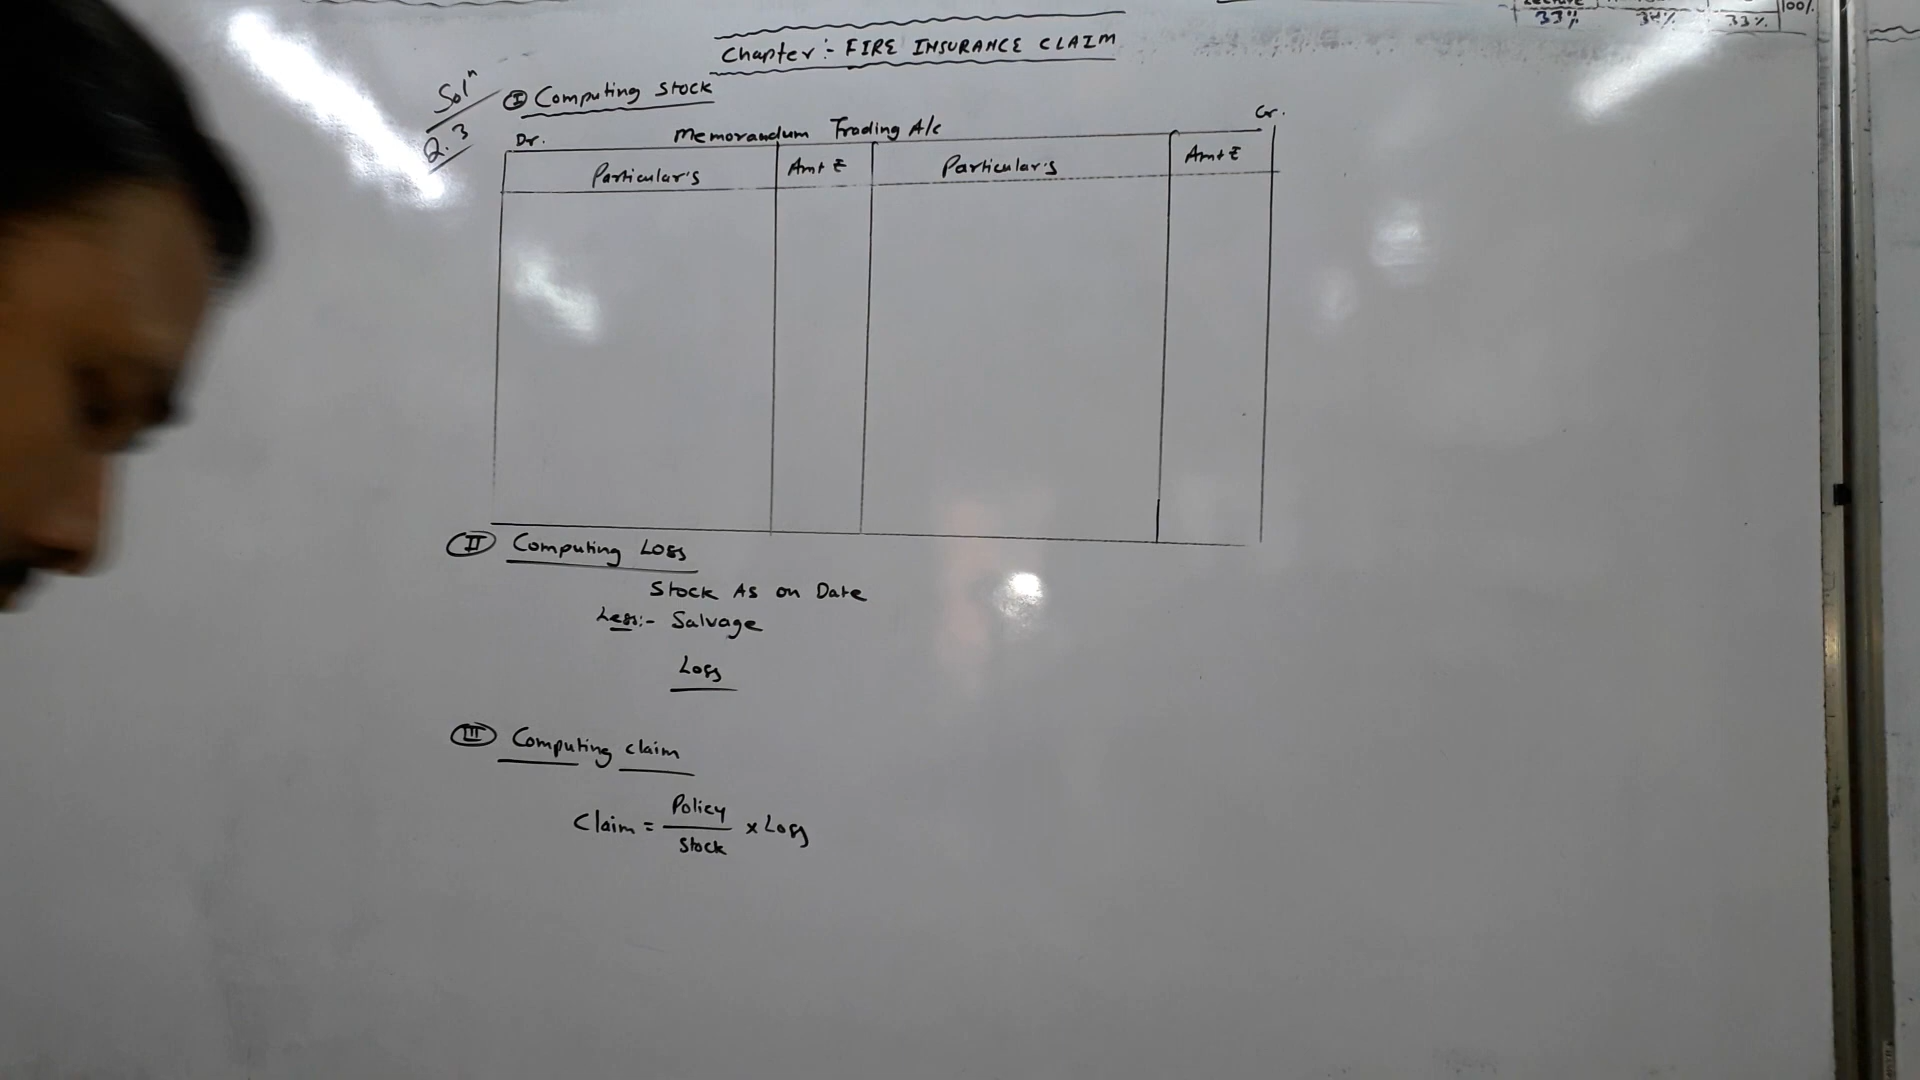 Lecture
100%
33% 34% 33%
Chapter:- FIRE INSURANCE CLAIM
Solⁿ
Q.3
I Computing Stock
Dr. Memorandum Trading A/c Cr.
Particular's Amt ₹ Particular's Amt ₹
II Computing Loss
Stock As on Date
Less:- Salvage
Loss
III Computing claim
Claim = Policy / Stock × Loss